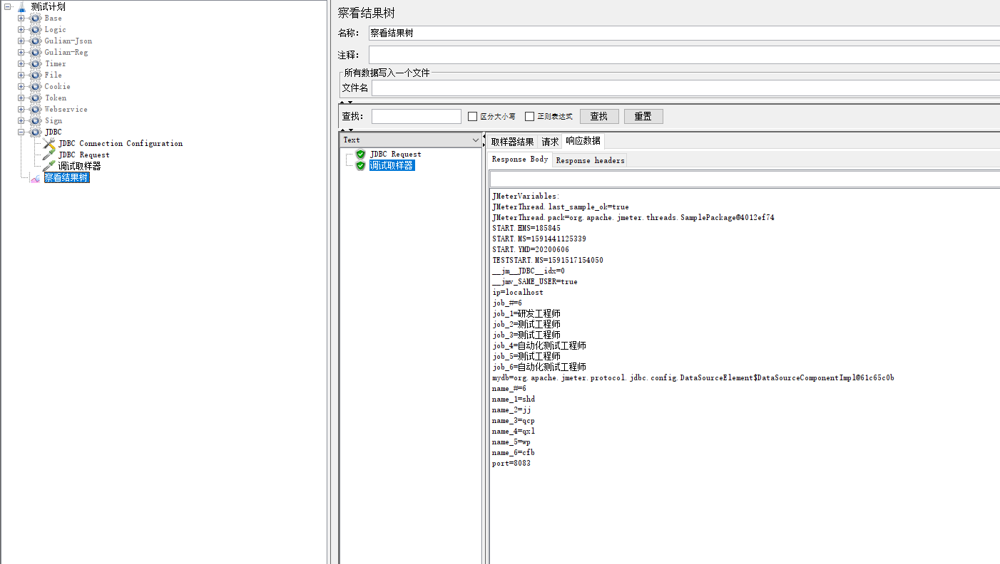 测试计划
Base
Logic
Gulian-Json
Gulian-Reg
Timer
File
Cookie
Token
Webservice
Sign
JDBC
JDBC Connection Configuration
JDBC Request
调试取样器
察看结果树
察看结果树
名称: 察看结果树
注释:
所有数据写入一个文件
文件名
查找: 区分大小写 正则表达式 查找 重置
Text
JDBC Request
调试取样器
取样器结果 请求 响应数据
Response Body Response headers
JMeterVariables:
JMeterThread.last_sample_ok=true
JMeterThread.pack=org.apache.jmeter.threads.SamplePackage@4012ef74
START.HMS=185845
START.MS=1591441125339
START.YMD=20200606
TESTSTART.MS=1591517154050
__jm__JDBC__idx=0
__jmv_SAME_USER=true
ip=localhost
job_#=6
job_1=研发工程师
job_2=测试工程师
job_3=测试工程师
job_4=自动化测试工程师
job_5=测试工程师
job_6=自动化测试工程师
mydb=org.apache.jmeter.protocol.jdbc.config.DataSourceElement$DataSourceComponentImpl@61c65c0b
name_#=6
name_1=shd
name_2=jj
name_3=qcp
name_4=qxl
name_5=wp
name_6=cfb
port=8083